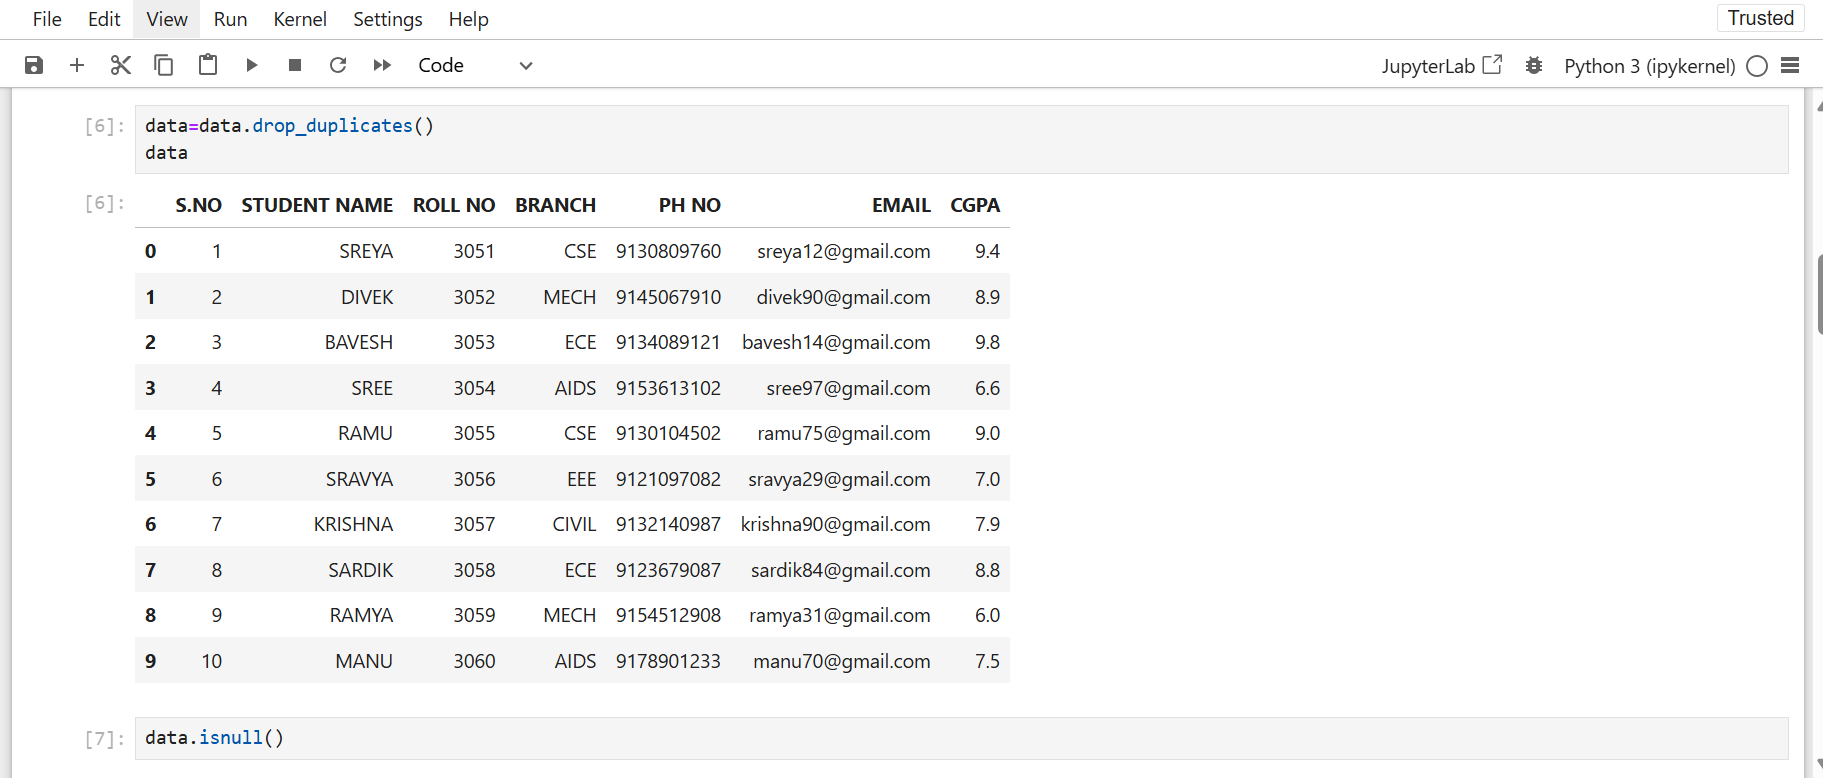 File Edit View Run Kernel Settings Help Trusted
Code JupyterLab Python 3 (ipykernel)
[6]: data=data.drop_duplicates()
data
[6]: S.NO STUDENT NAME ROLL NO BRANCH PH NO EMAIL CGPA
0 1 SREYA 3051 CSE 9130809760 sreya12@gmail.com 9.4
1 2 DIVEK 3052 MECH 9145067910 divek90@gmail.com 8.9
2 3 BAVESH 3053 ECE 9134089121 bavesh14@gmail.com 9.8
3 4 SREE 3054 AIDS 9153613102 sree97@gmail.com 6.6
4 5 RAMU 3055 CSE 9130104502 ramu75@gmail.com 9.0
5 6 SRAVYA 3056 EEE 9121097082 sravya29@gmail.com 7.0
6 7 KRISHNA 3057 CIVIL 9132140987 krishna90@gmail.com 7.9
7 8 SARDIK 3058 ECE 9123679087 sardik84@gmail.com 8.8
8 9 RAMYA 3059 MECH 9154512908 ramya31@gmail.com 6.0
9 10 MANU 3060 AIDS 9178901233 manu70@gmail.com 7.5
[7]: data.isnull()